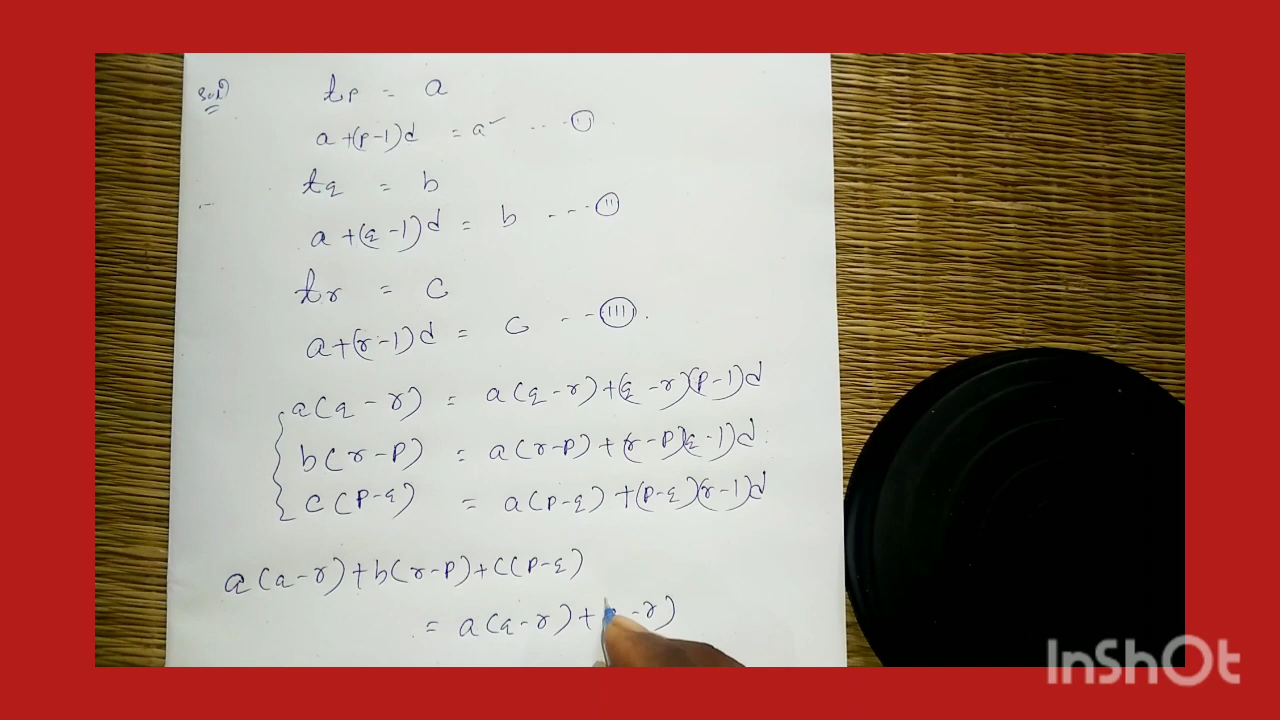 Sol)
tp = a
a+(p-1)d = a ---(I)
tq = b
a+(q-1)d = b ---(II)
tr = c
a+(r-1)d = c ---(III).
a(q-r) = a(q-r)+(q-r)(p-1)d
b(r-p) = a(r-p)+(r-p)(q-1)d
c(p-q) = a(p-q)+(p-q)(r-1)d
a(q-r)+b(r-p)+c(p-q)
= a(q-r)+ -r)
InShOt